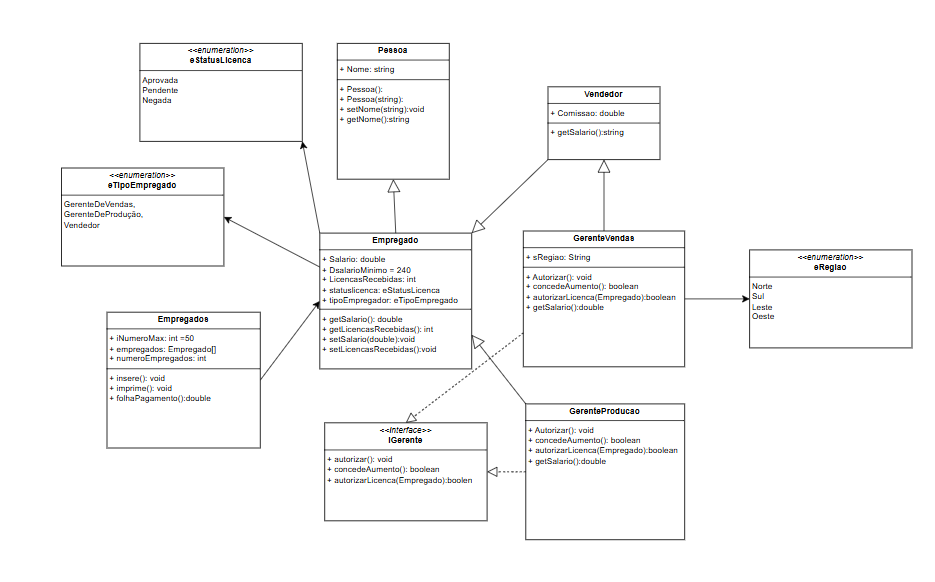 <<enumeration>>
eStatusLicenca
Aprovada
Pendente
Negada
Pessoa
+ Nome: string
+ Pessoa():
+ Pessoa(string):
+ setNome(string):void
+ getNome():string
Vendedor
+ Comissao: double
+ getSalario():string
<<enumeration>>
eTipoEmpregado
GerenteDeVendas,
GerenteDeProdução,
Vendedor
Empregado
+ Salario: double
+ DsalarioMinimo = 240
+ LicencasRecebidas: int
+ statuslicenca: eStatusLicenca
+ tipoEmpregador: eTipoEmpregado
+ getSalario(): double
+ getLicencasRecebidas(): int
+ setSalario(double):void
+ setLicencasRecebidas():void
GerenteVendas
+ sRegiao: String
+ Autorizar(): void
+ concedeAumento(): boolean
+ autorizarLicenca(Empregado):boolean
+ getSalario():double
<<enumeration>>
eRegiao
Norte
Sul
Leste
Oeste
Empregados
+ iNumeroMax: int =50
+ empregados: Empregado[]
+ numeroEmpregados: int
+ insere(): void
+ imprime(): void
+ folhaPagamento():double
<<interface>>
IGerente
+ autorizar(): void
+ concedeAumento(): boolean
+ autorizarLicenca(Empregado):boolen
GerenteProducao
+ Autorizar(): void
+ concedeAumento(): boolean
+ autorizarLicenca(Empregado):boolean
+ getSalario():double